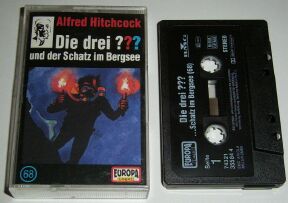 Alfred Hitchcock
Die drei ???
und der Schatz im Bergsee
68
EUROPA
Die drei ???
...Schatz im Bergsee (68)
STEREO
EUROPA
Seite
1
74321